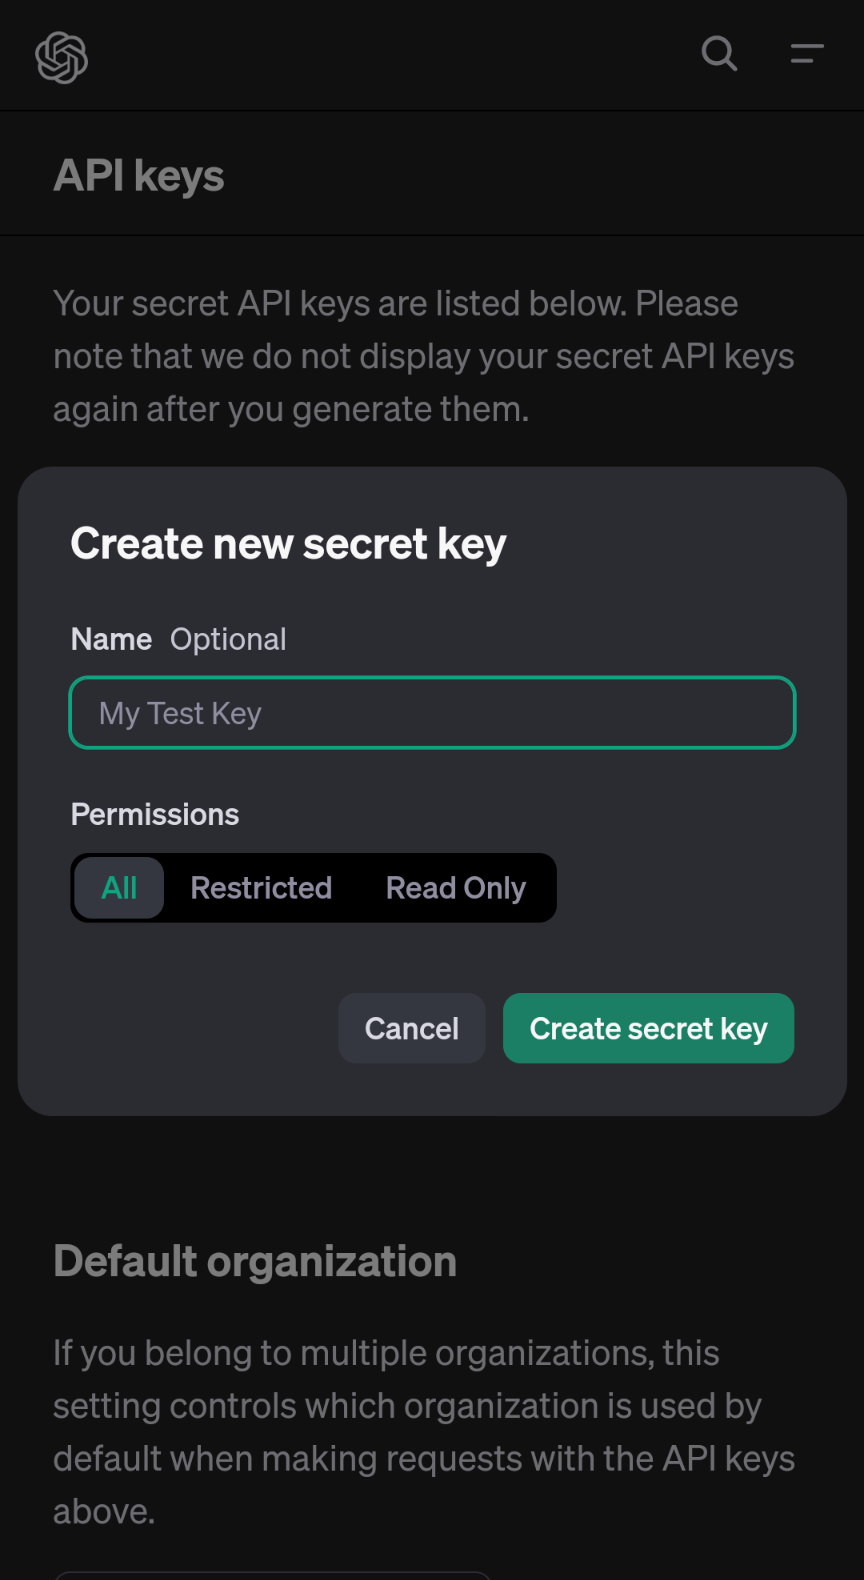 API keys
Your secret API keys are listed below. Please
note that we do not display your secret API keys
again after you generate them.
Create new secret key
Name Optional
My Test Key
Permissions
All Restricted Read Only
Cancel Create secret key
Default organization
If you belong to multiple organizations, this
setting controls which organization is used by
default when making requests with the API keys
above.